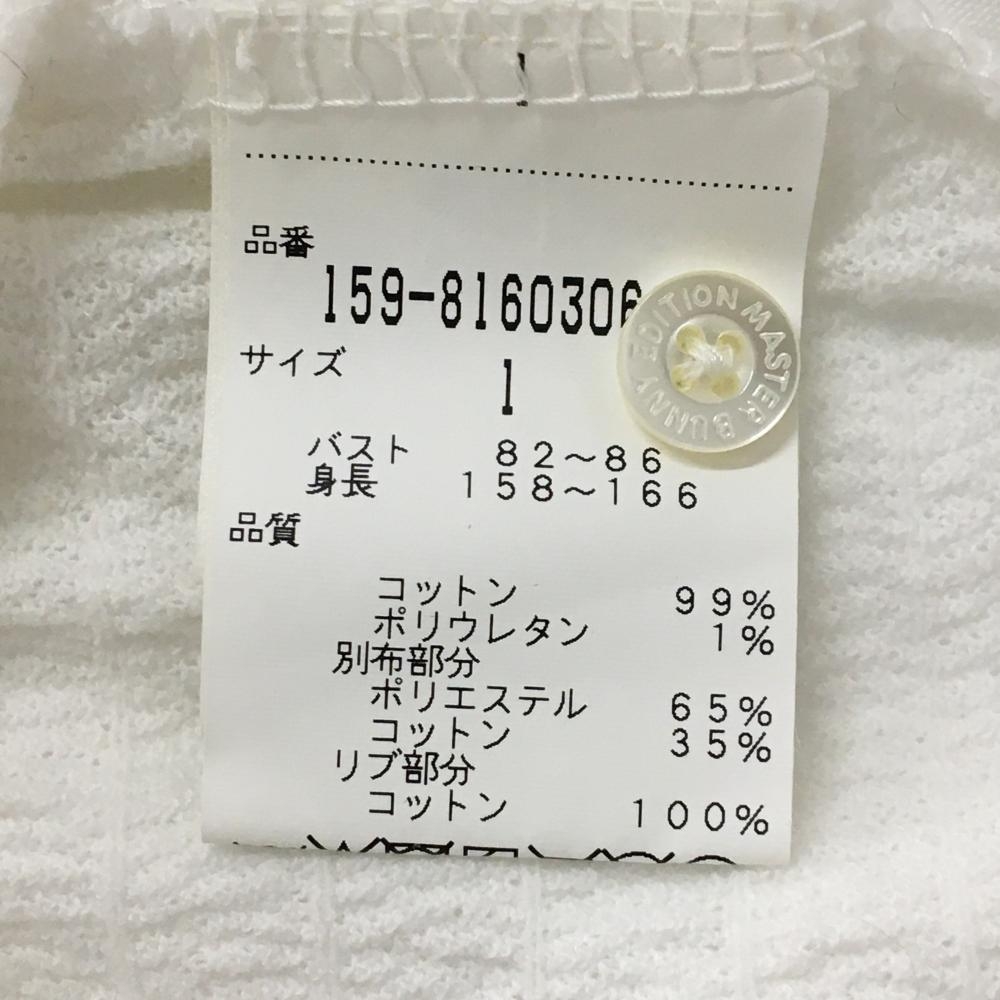 品番
159-8160306
サイズ
1
バスト 82～86
身長 158～166
品質
コットン 99%
ポリウレタン 1%
別布部分
ポリエステル 65%
コットン 35%
リブ部分
コットン 100%
MASTER BUNNY EDITION